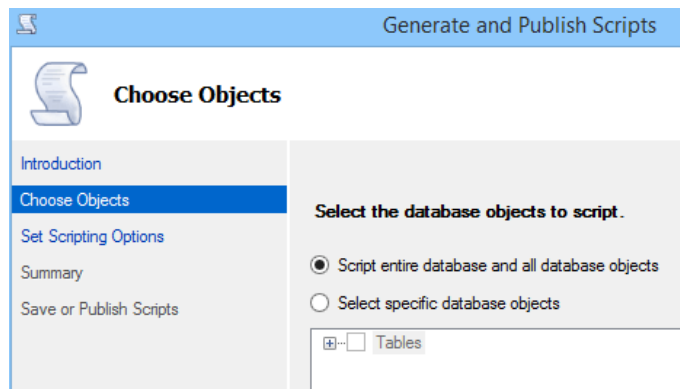 Generate and Publish Scripts
Choose Objects
Introduction
Choose Objects
Set Scripting Options
Summary
Save or Publish Scripts
Select the database objects to script.
Script entire database and all database objects
Select specific database objects
Tables